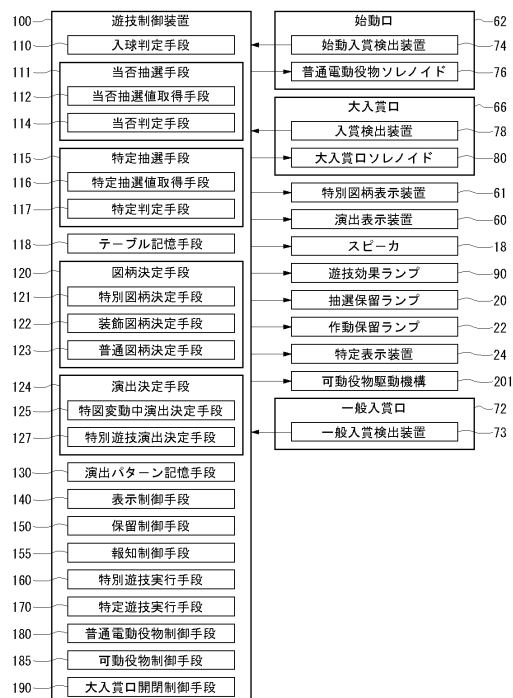 100 遊技制御装置
110 入球判定手段
111 当否抽選手段
112 当否抽選値取得手段
114 当否判定手段
115 特定抽選手段
116 特定抽選値取得手段
117 特定判定手段
118 テーブル記憶手段
120 図柄決定手段
121 特別図柄決定手段
122 装飾図柄決定手段
123 普通図柄決定手段
124 演出決定手段
125 特図変動中演出決定手段
127 特別遊技演出決定手段
130 演出パターン記憶手段
140 表示制御手段
150 保留制御手段
155 報知制御手段
160 特別遊技実行手段
170 特定遊技実行手段
180 普通電動役物制御手段
185 可動役物制御手段
190 大入賞口開閉制御手段
始動口 62
始動入賞検出装置 74
普通電動役物ソレノイド 76
大入賞口 66
入賞検出装置 78
大入賞口ソレノイド 80
特別図柄表示装置 61
演出表示装置 60
スピーカ 18
遊技効果ランプ 90
抽選保留ランプ 20
作動保留ランプ 22
特定表示装置 24
可動役物駆動機構 201
一般入賞口 72
一般入賞検出装置 73